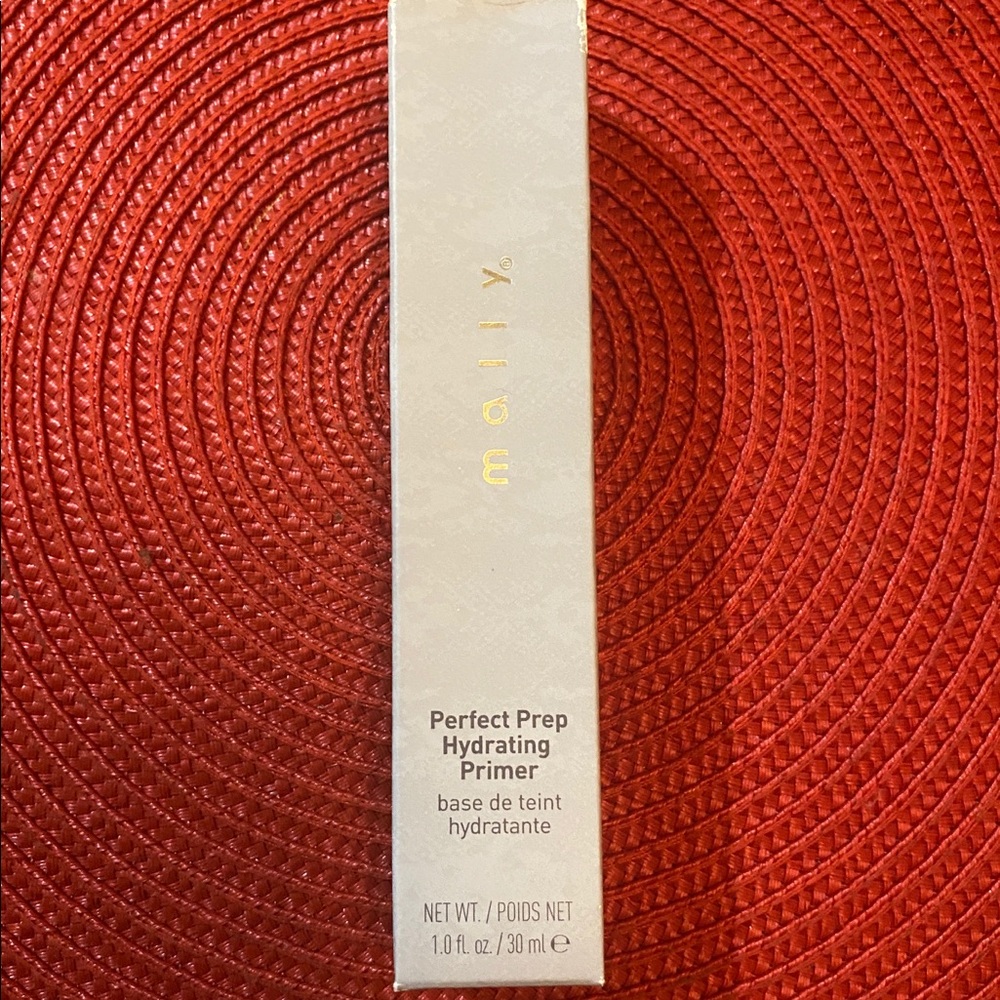 mally®
Perfect Prep
Hydrating
Primer
base de teint
hydratante
NET WT. / POIDS NET
1.0 fl. oz. / 30 ml ℮